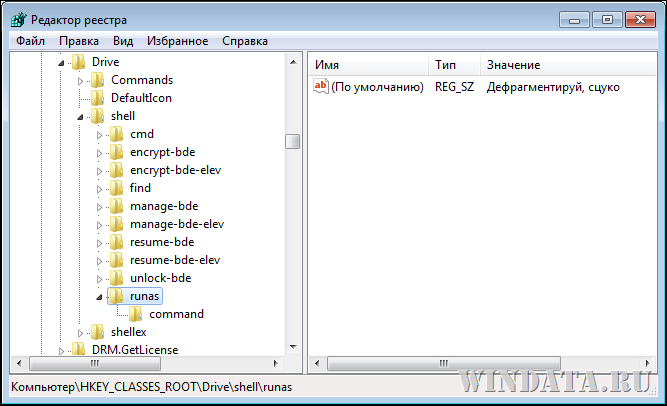 Редактор реестра
Файл Правка Вид Избранное Справка
Drive
Commands
DefaultIcon
shell
cmd
encrypt-bde
encrypt-bde-elev
find
manage-bde
manage-bde-elev
resume-bde
resume-bde-elev
unlock-bde
runas
command
shellex
DRM.GetLicense
Имя Тип Значение
ab (По умолчанию) REG_SZ Дефрагментируй, сцуко
Компьютер\HKEY_CLASSES_ROOT\Drive\shell\runas
WINDATA.RU